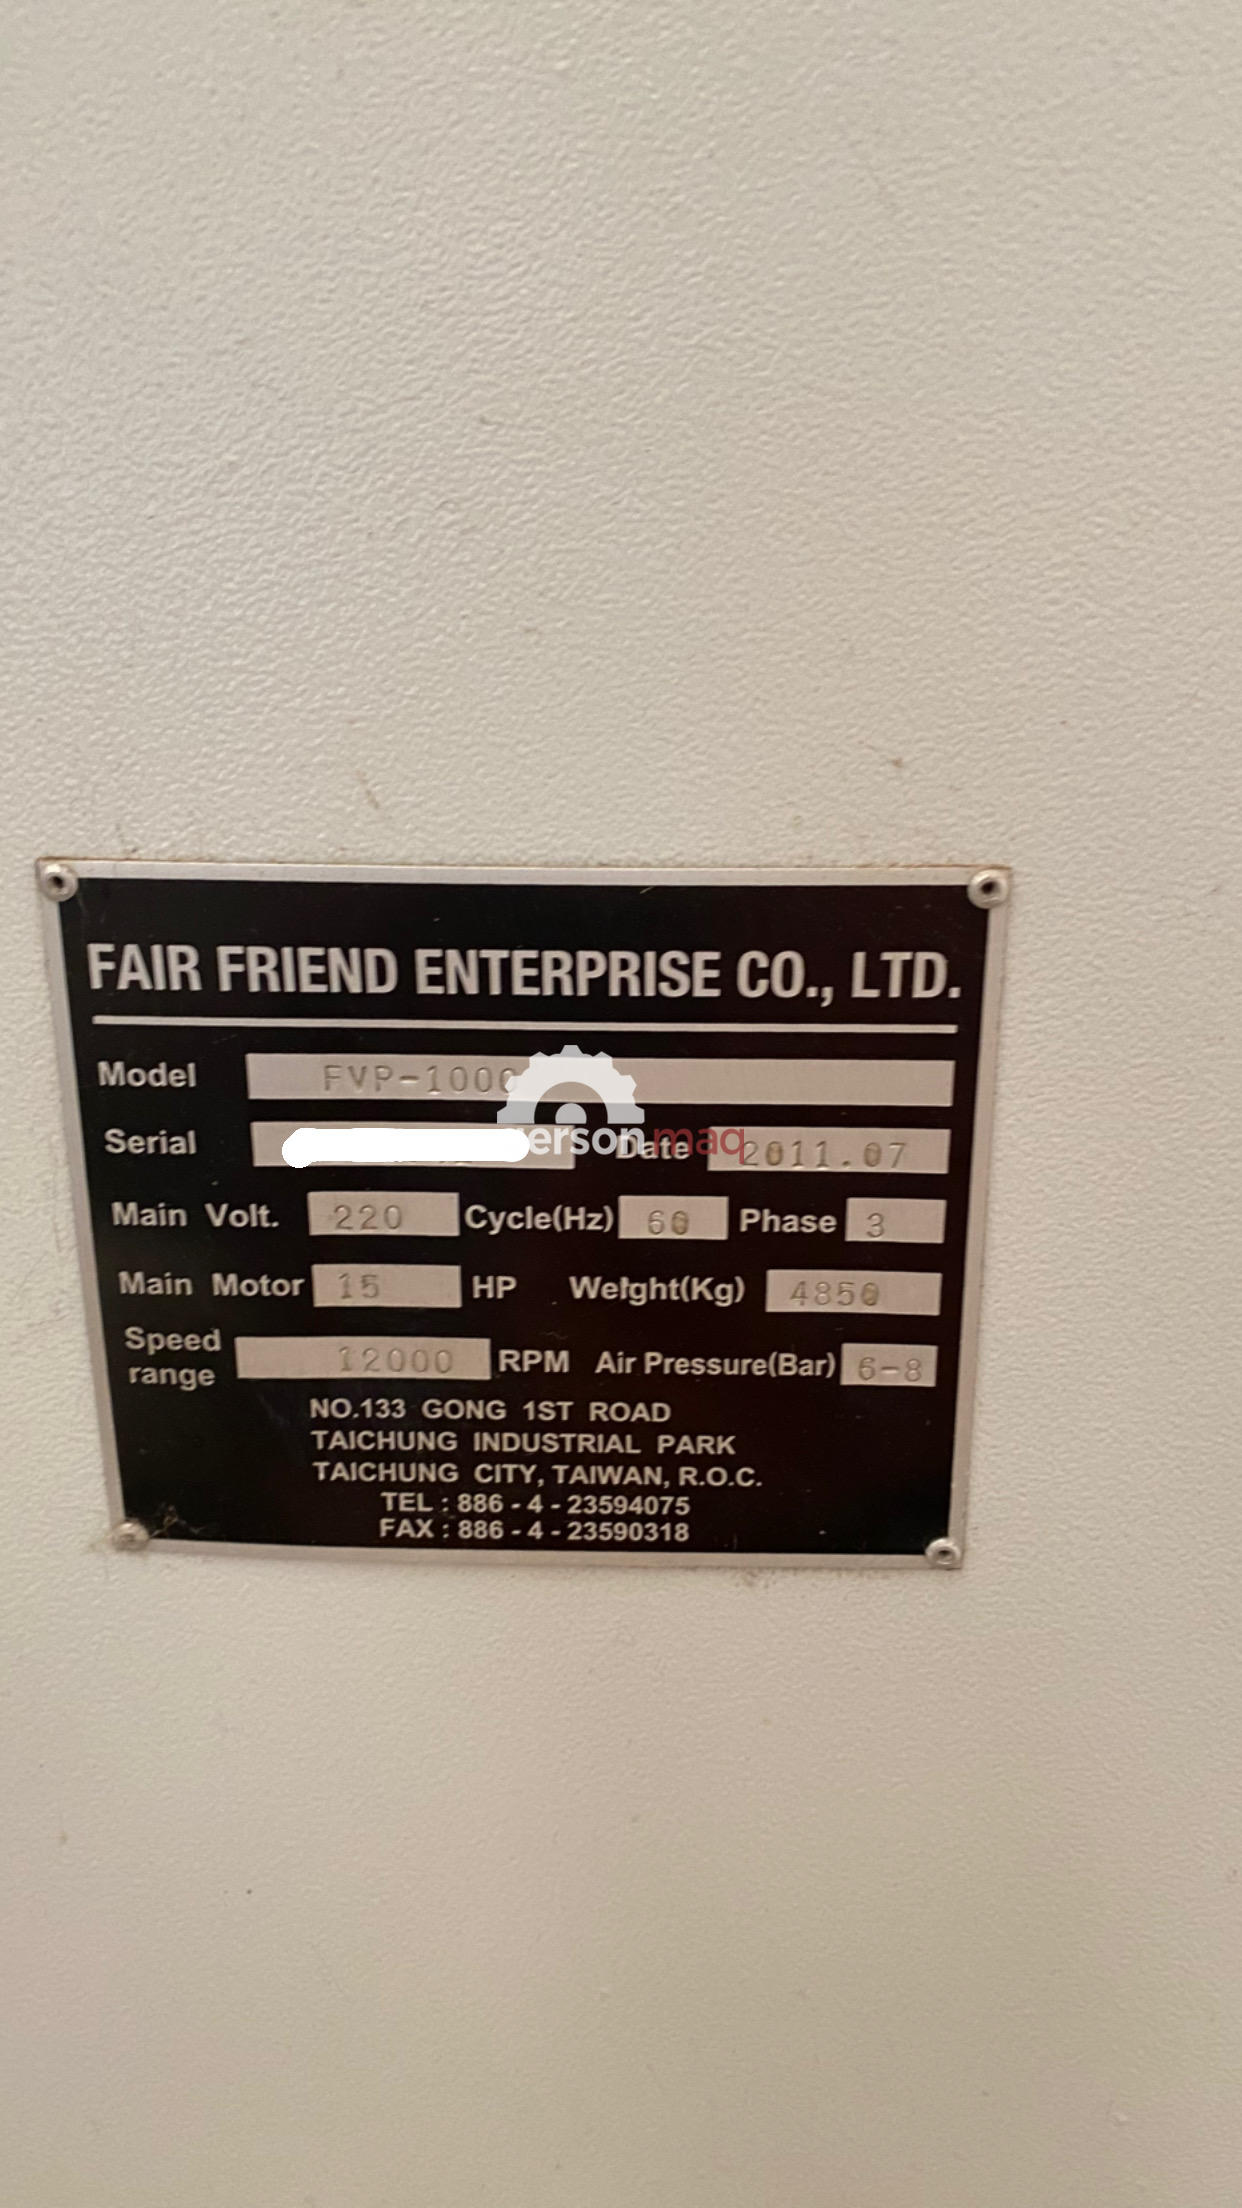 FAIR FRIEND ENTERPRISE CO., LTD.
Model FVP-1000
Serial Date 2011.07
gersonmaq
Main Volt. 220 Cycle(Hz) 60 Phase 3
Main Motor 15 HP Weight(Kg) 4850
Speed range 12000 RPM Air Pressure(Bar) 6-8
NO.133 GONG 1ST ROAD
TAICHUNG INDUSTRIAL PARK
TAICHUNG CITY, TAIWAN, R.O.C.
TEL : 886 - 4 - 23594075
FAX : 886 - 4 - 23590318